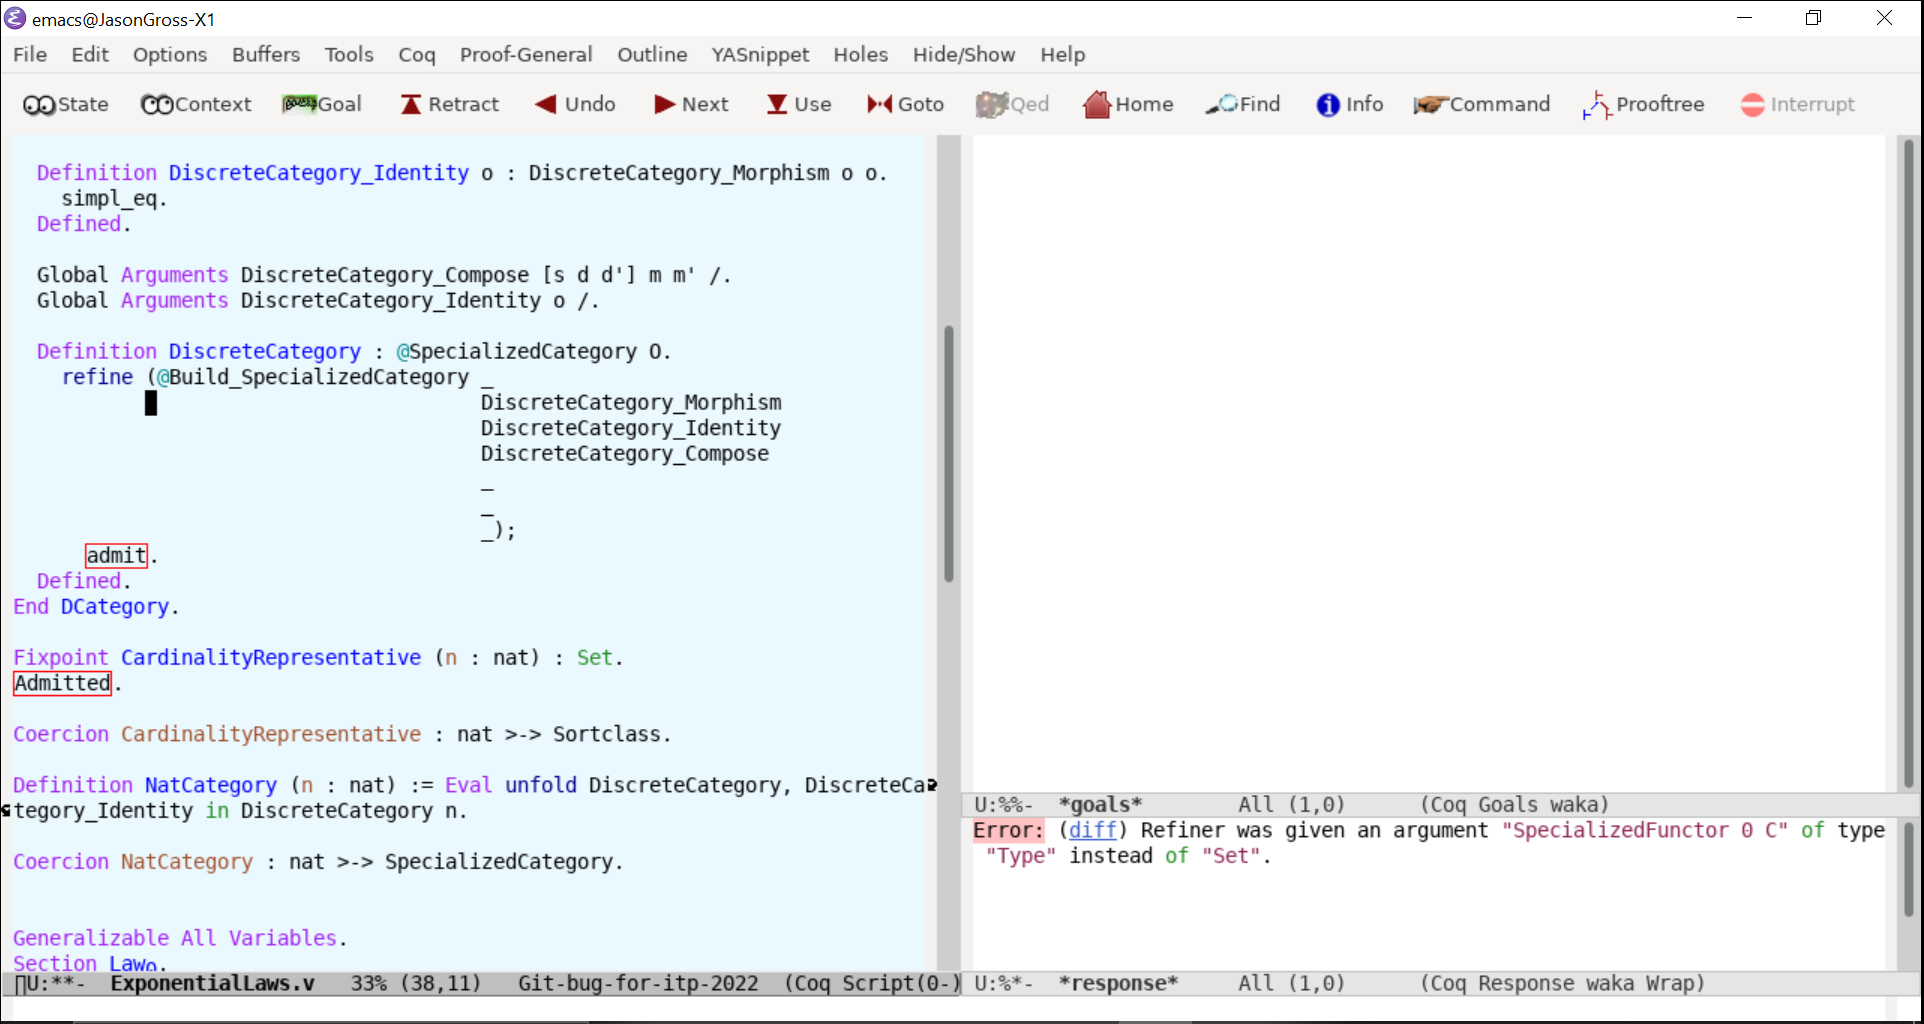 emacs@JasonGross-X1
File Edit Options Buffers Tools Coq Proof-General Outline YASnippet Holes Hide/Show Help
State Context Goal Retract Undo Next Use Goto Qed Home Find Info Command Prooftree Interrupt
Definition DiscreteCategory_Identity o : DiscreteCategory_Morphism o o.
simpl_eq.
Defined.
Global Arguments DiscreteCategory_Compose [s d d'] m m' /.
Global Arguments DiscreteCategory_Identity o /.
Definition DiscreteCategory : @SpecializedCategory O.
refine (@Build_SpecializedCategory _
DiscreteCategory_Morphism
DiscreteCategory_Identity
DiscreteCategory_Compose
_
_
_);
admit.
Defined.
End DCategory.
Fixpoint CardinalityRepresentative (n : nat) : Set.
Admitted.
Coercion CardinalityRepresentative : nat >-> Sortclass.
Definition NatCategory (n : nat) := Eval unfold DiscreteCategory, DiscreteCa
tegory_Identity in DiscreteCategory n.
Coercion NatCategory : nat >-> SpecializedCategory.
Generalizable All Variables.
Section Law0.
U:**- ExponentialLaws.v 33% (38,11) Git-bug-for-itp-2022 (Coq Script(0-)
U:%%- *goals* All (1,0) (Coq Goals waka)
Error: (diff) Refiner was given an argument "SpecializedFunctor 0 C" of type
"Type" instead of "Set".
U:%*- *response* All (1,0) (Coq Response waka Wrap)